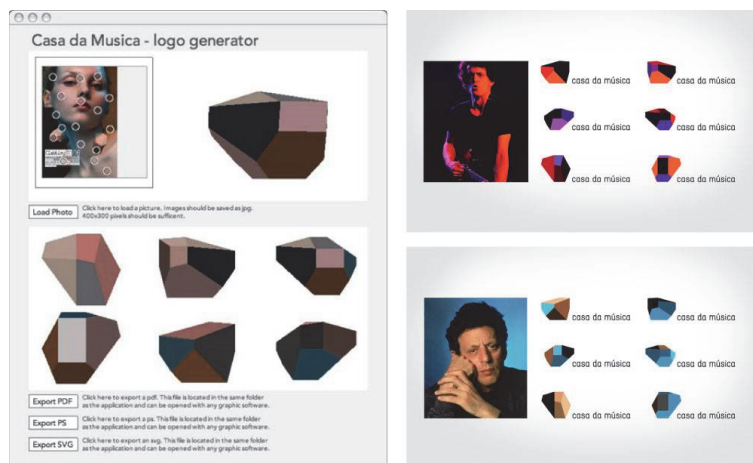 Casa da Musica - logo generator
Load Photo
Click here to load a picture. Images should be saved as jpg.
400x300 pixels should be sufficent.
Export PDF
Click here to export a pdf. This file is located in the same folder
as the application and can be opened with any graphic software.
Export PS
Click here to export a ps. This file is located in the same folder
as the application and can be opened with any graphic software.
Export SVG
Click here to export an svg. This file is located in the same folder
as the application and can be opened with any graphic software.
casa da música casa da música
casa da música casa da música
casa da música casa da música
casa da música casa da música
casa da música casa da música
casa da música casa da música